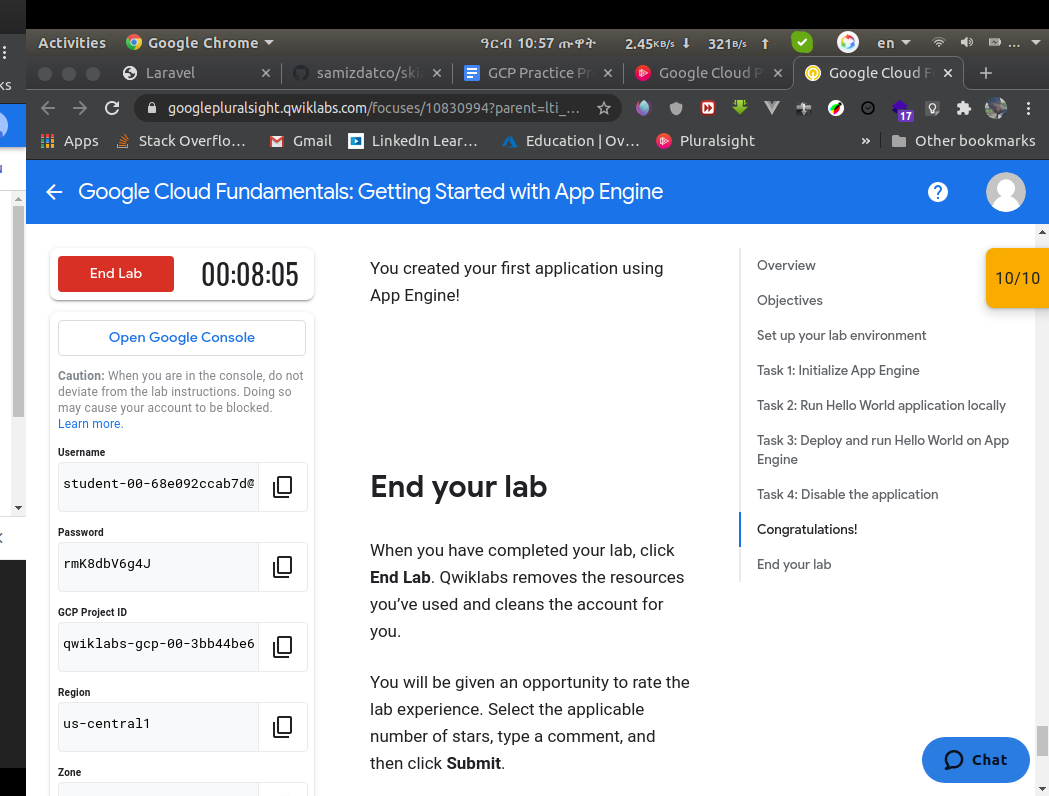 Activities Google Chrome ዓርብ 10:57 ጡዋት 2.45KB/s 321B/s en ...
Laravel samizdatco/ski GCP Practice Pr Google Cloud P Google Cloud F
ks
googlepluralsight.qwiklabs.com/focuses/10830994?parent=lti_... 17
Apps Stack Overflo... Gmail LinkedIn Lear... Education | Ov... Pluralsight » Other bookmarks
Google Cloud Fundamentals: Getting Started with App Engine
End Lab 00:08:05
Open Google Console
Caution: When you are in the console, do not
deviate from the lab instructions. Doing so
may cause your account to be blocked.
Learn more.
Username
student-00-68e092ccab7d@
Password
rmK8dbV6g4J
GCP Project ID
qwiklabs-gcp-00-3bb44be6
Region
us-central1
Zone
You created your first application using
App Engine!
End your lab
When you have completed your lab, click
End Lab. Qwiklabs removes the resources
you’ve used and cleans the account for
you.
You will be given an opportunity to rate the
lab experience. Select the applicable
number of stars, type a comment, and
then click Submit.
Overview
Objectives
Set up your lab environment
Task 1: Initialize App Engine
Task 2: Run Hello World application locally
Task 3: Deploy and run Hello World on App
Engine
Task 4: Disable the application
Congratulations!
End your lab
10/10
Chat